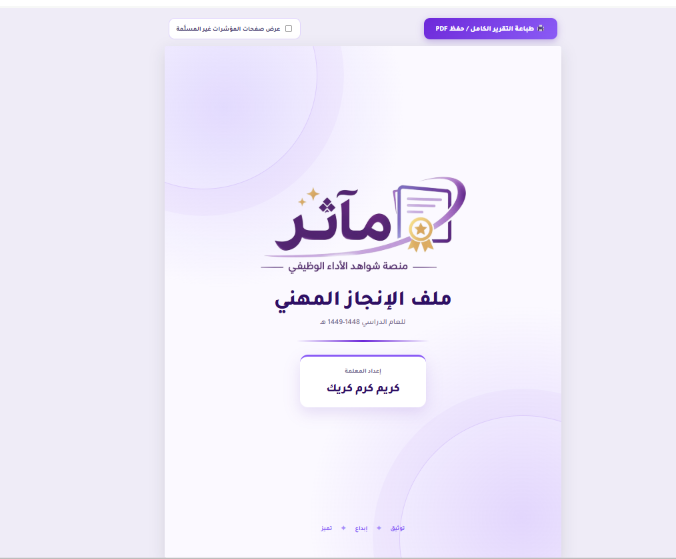 طباعة التقرير الكامل / حفظ PDF
عرض صفحات المؤشرات غير المسلّمة
مآثر
منصة شواهد الأداء الوظيفي
ملف الإنجاز المهني
للعام الدراسي 1448-1449 هـ
إعداد المعلمة
كريم كرم كريك
توثيق + إبداع + تميز